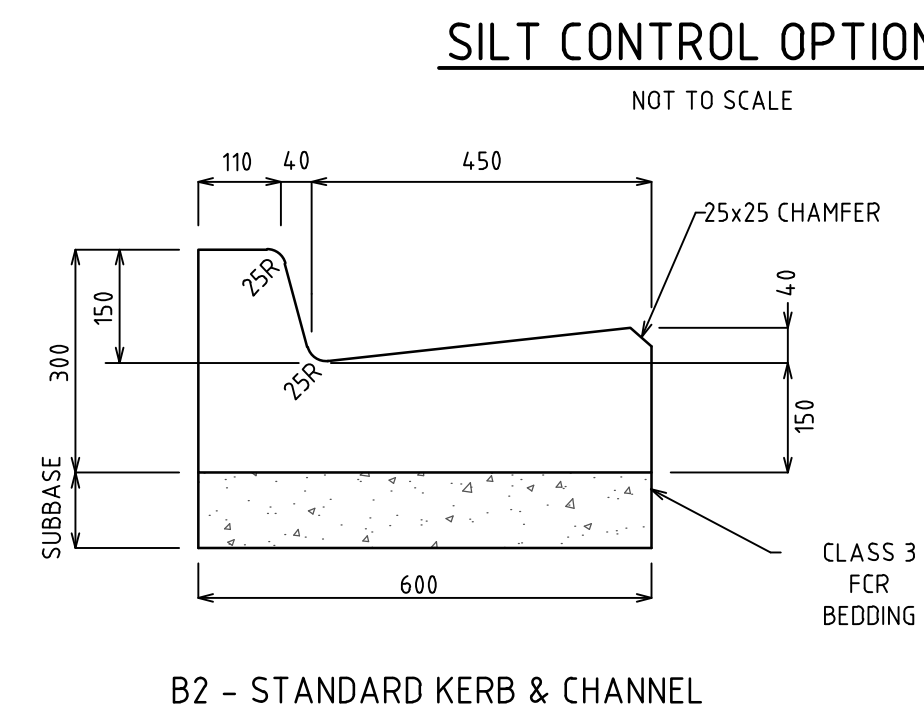 SILT CONTROL OPTION
NOT TO SCALE
110
40
450
25x25 CHAMFER
25R
150
300
40
25R
150
SUBBASE
600
CLASS 3
FCR
BEDDING
B2 - STANDARD KERB & CHANNEL